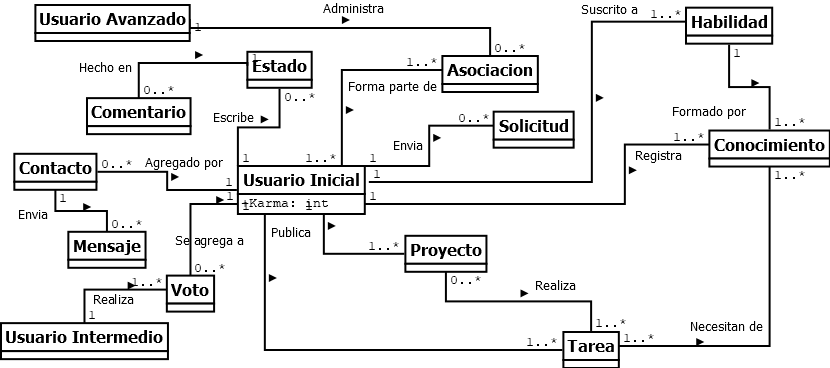 Usuario Avanzado
Administra
1
0..*
Suscrito a
1..*
Habilidad
1
Hecho en
1
Estado
0..*
0..*
Comentario
1..*
Asociacion
Forma parte de
Escribe
0..*
Solicitud
Envia
Formado por
1..*
Conocimiento
1..*
1..*
Registra
Contacto
0..*
Agregado por
1
1
1..*
1
1
Usuario Inicial
+Karma: int
1
1
1
1
1
Envia
0..*
Mensaje
Se agrega a
0..*
Publica
1..*
Proyecto
0..*
1..*
Realiza
Voto
1
Usuario Intermedio
Realiza
1..*
1..*
Tarea
1..*
Necesitan de